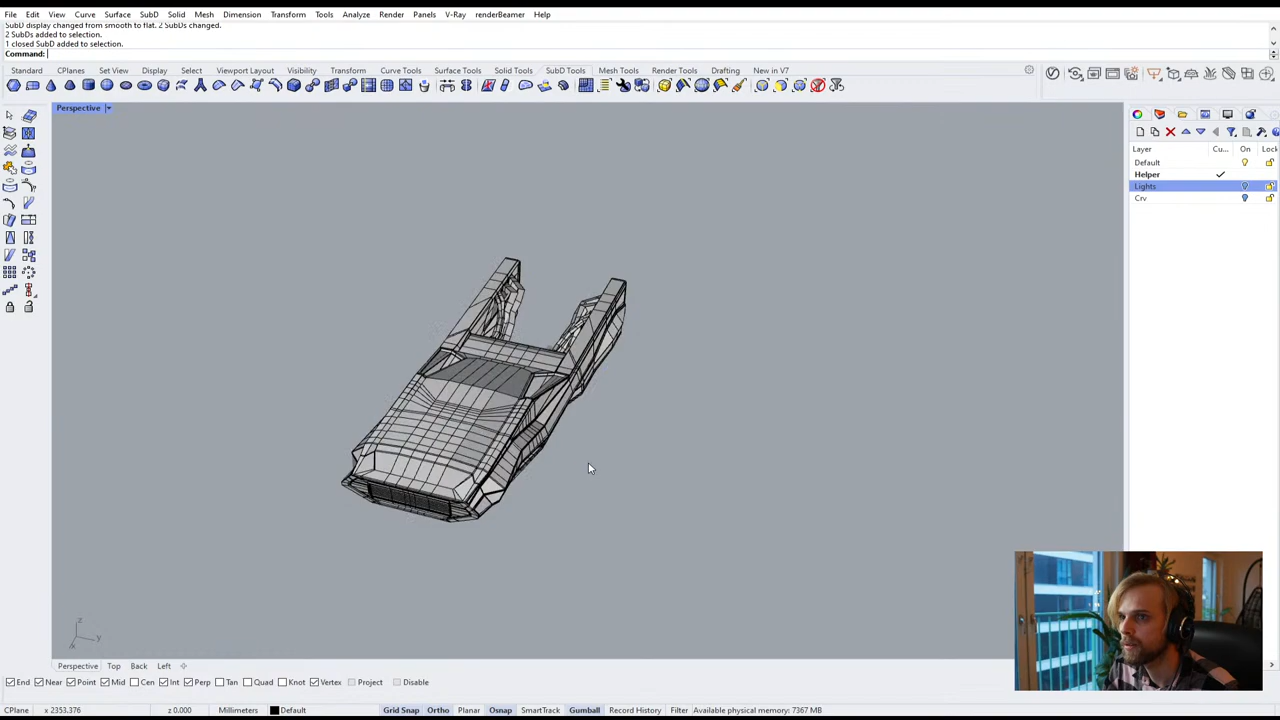 File Edit View Curve Surface SubD Solid Mesh Dimension Transform Tools Analyze Render Panels V-Ray renderBeamer Help
SubD display changed from smooth to flat. 2 SubDs changed.
2 SubDs added to selection.
1 closed SubD added to selection.
Command:
Standard CPlanes Set View Display Select Viewport Layout Visibility Transform Curve Tools Surface Tools Solid Tools SubD Tools Mesh Tools Render Tools Drafting New in V7
Perspective
Layer Cu... On Lock
Default
Helper
Lights
Crv
z
y
Perspective Top Back Left
End Near Point Mid Cen Int Perp Tan Quad Knot Vertex Project Disable
CPlane x 2353.376 z 0.000 Millimeters Default Grid Snap Ortho Planar Osnap SmartTrack Gumball Record History Filter Available physical memory: 7367 MB